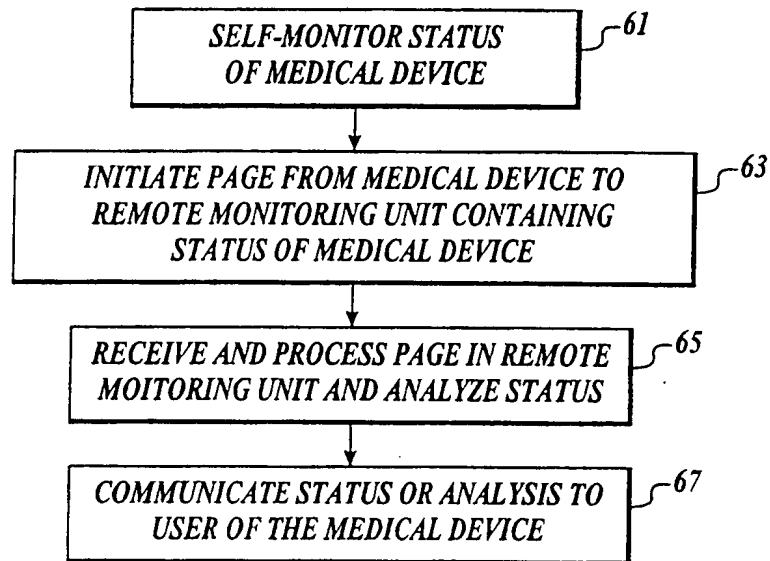 SELF-MONITOR STATUS
OF MEDICAL DEVICE
61
INITIATE PAGE FROM MEDICAL DEVICE TO
REMOTE MONITORING UNIT CONTAINING
STATUS OF MEDICAL DEVICE
63
RECEIVE AND PROCESS PAGE IN REMOTE
MOITORING UNIT AND ANALYZE STATUS
65
COMMUNICATE STATUS OR ANALYSIS TO
USER OF THE MEDICAL DEVICE
67